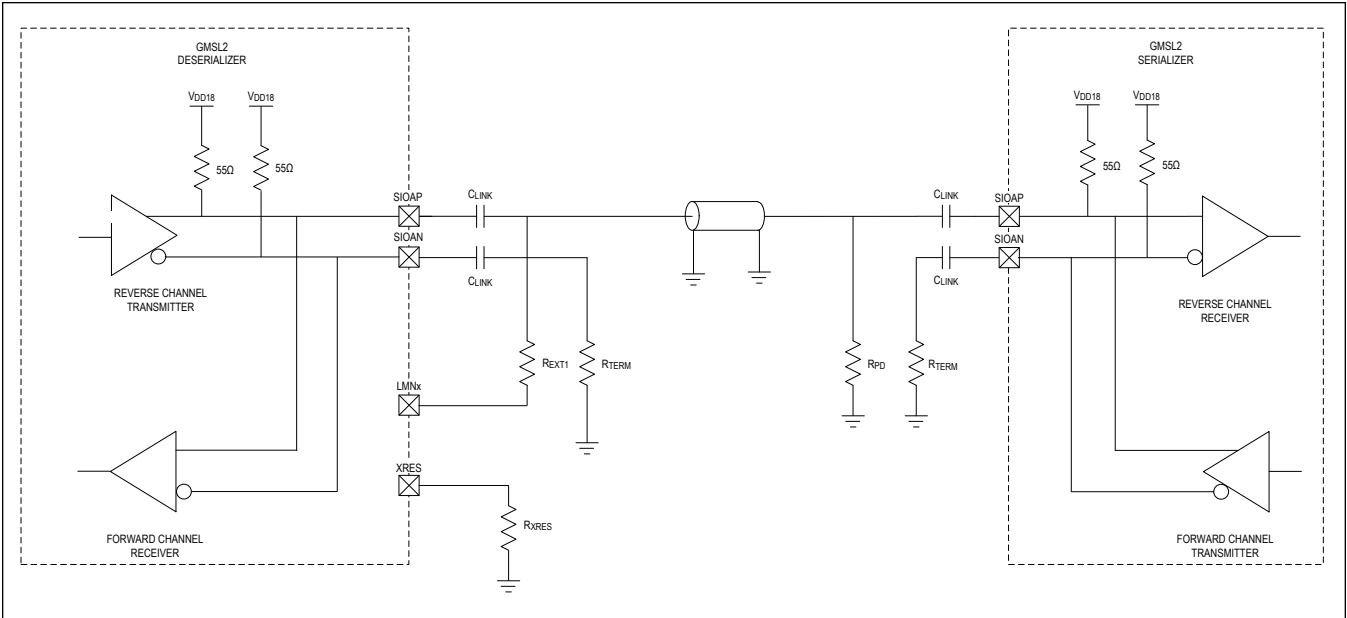 GMSL2
DESERIALIZER
VDD18
VDD18
55Ω
55Ω
SIOAP
SIOAN
CLINK
CLINK
REVERSE CHANNEL
TRANSMITTER
REXT1
RTERM
LMNx
XRES
RXRES
FORWARD CHANNEL
RECEIVER
GMSL2
SERIALIZER
VDD18
VDD18
55Ω
55Ω
CLINK
SIOAP
SIOAN
CLINK
REVERSE CHANNEL
RECEIVER
RPD
RTERM
FORWARD CHANNEL
TRANSMITTER